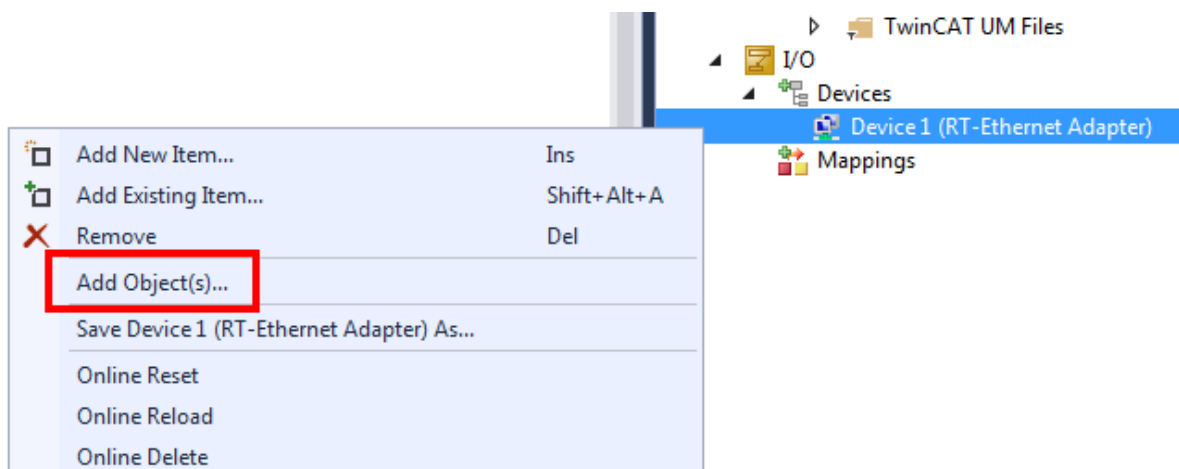 TwinCAT UM Files
I/O
Devices
Device 1 (RT-Ethernet Adapter)
Mappings
Add New Item... Ins
Add Existing Item... Shift+Alt+A
Remove Del
Add Object(s)...
Save Device 1 (RT-Ethernet Adapter) As...
Online Reset
Online Reload
Online Delete